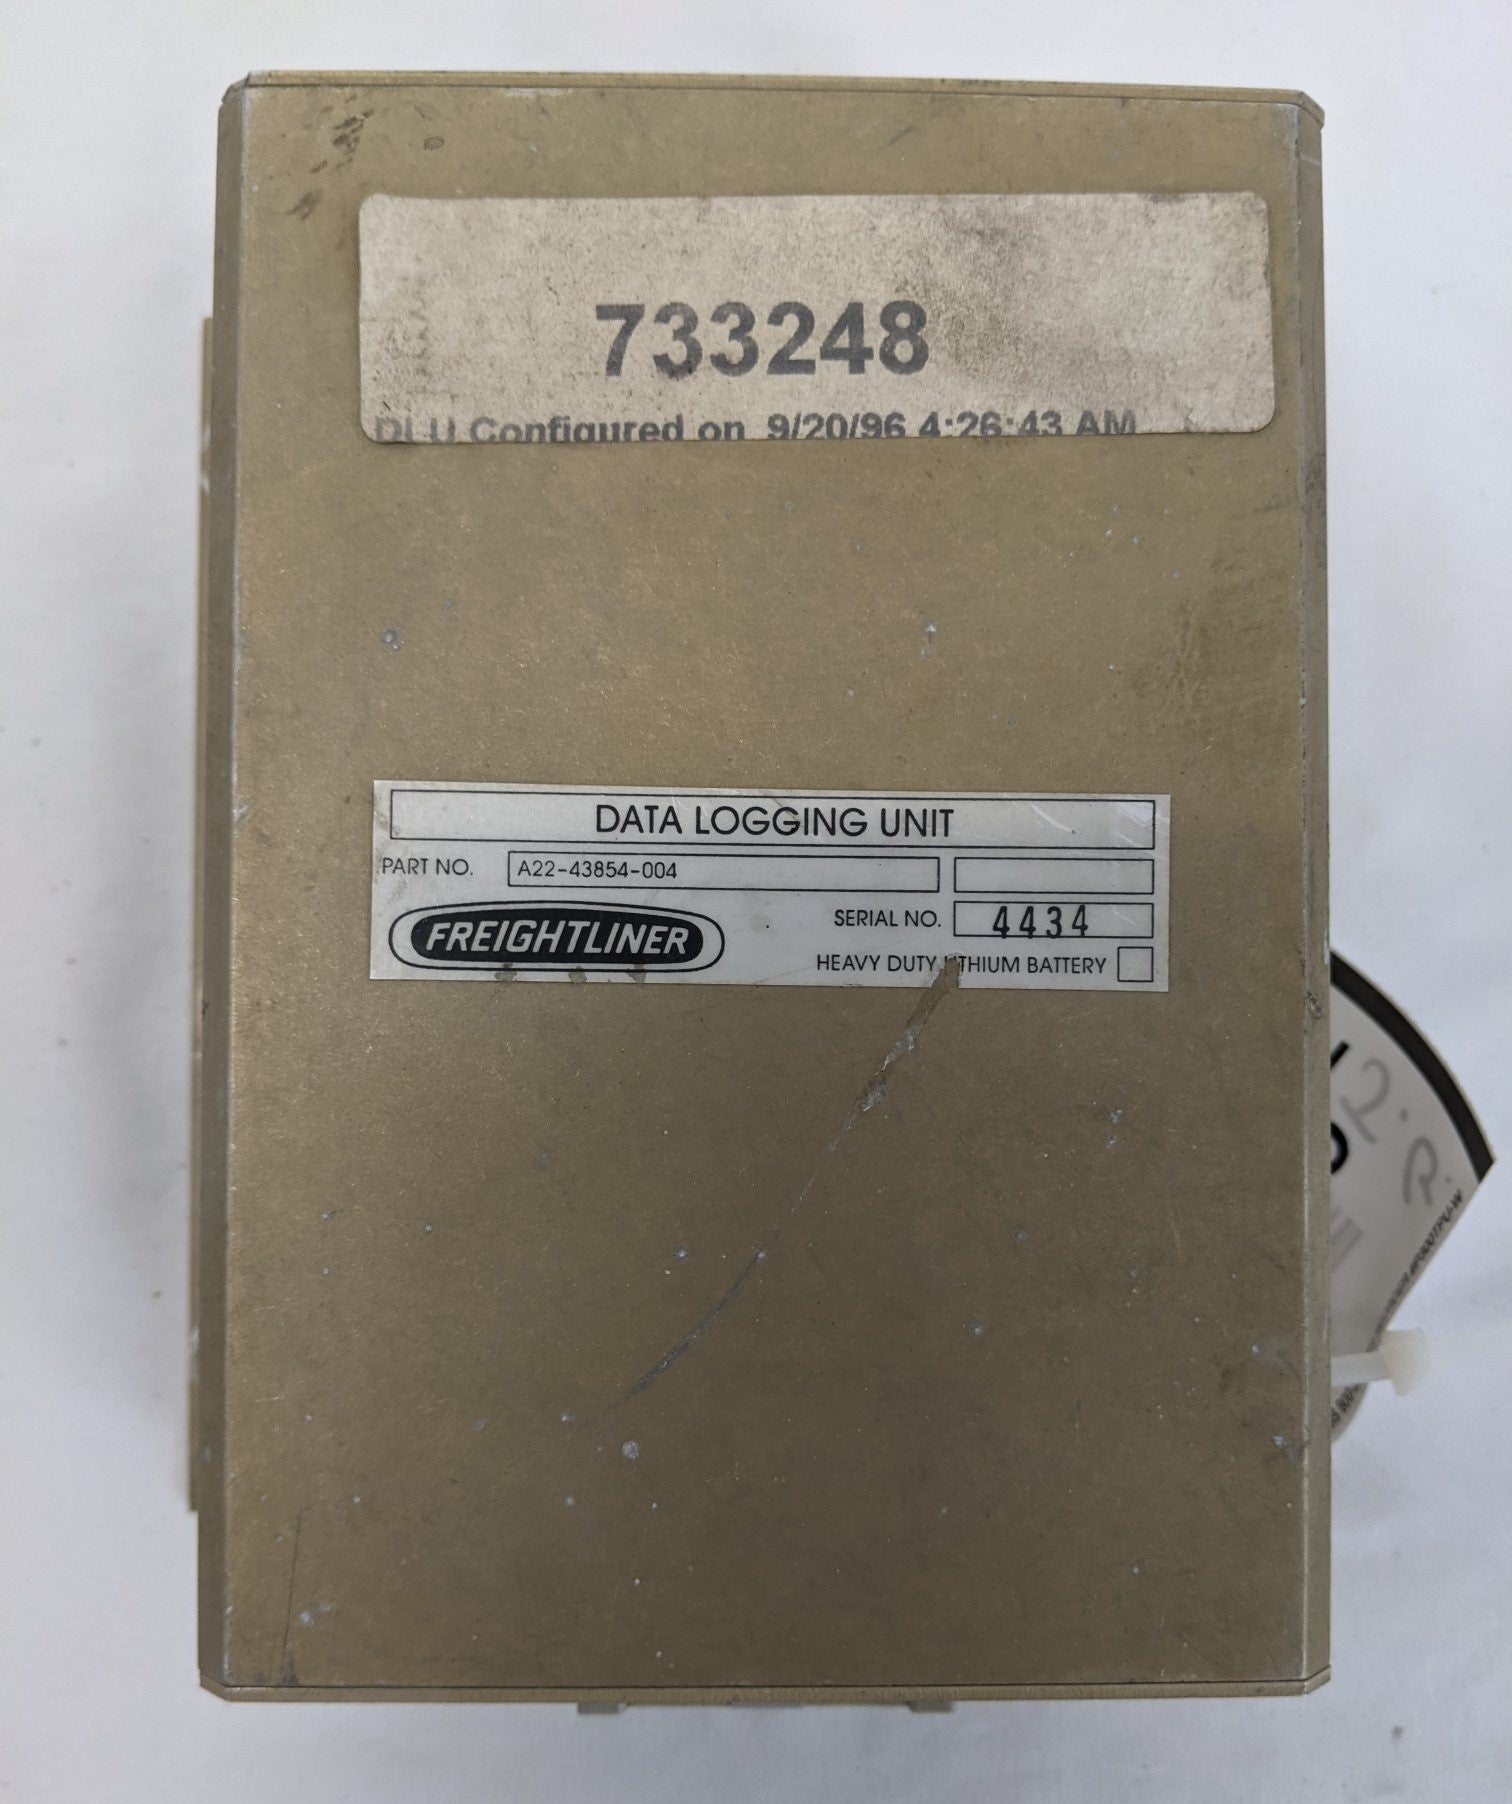 733248
DLU Configured on 9/20/96 4:26:43 AM
DATA LOGGING UNIT
PART NO. A22-43854-004
FREIGHTLINER
SERIAL NO. 4434
HEAVY DUTY LITHIUM BATTERY
2.
R.